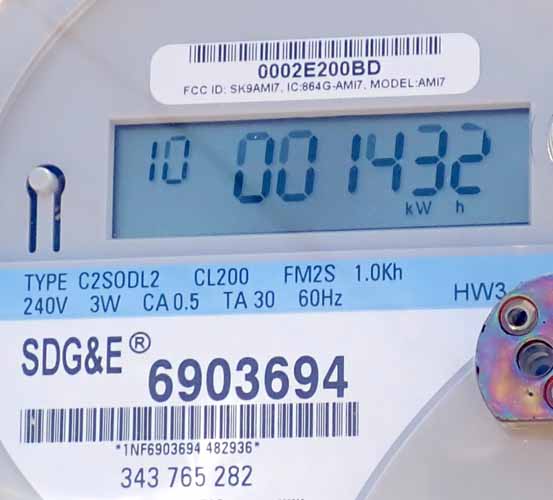 0002E200BD
FCC ID: SK9AMI7, IC:864G-AMI7, MODEL:AMI7
10 001432
kW h
TYPE C2SODL2 CL200 FM2S 1.0Kh
240V 3W CA 0.5 TA 30 60Hz HW3
SDG&E®
6903694
*1NF6903694 482936*
343 765 282